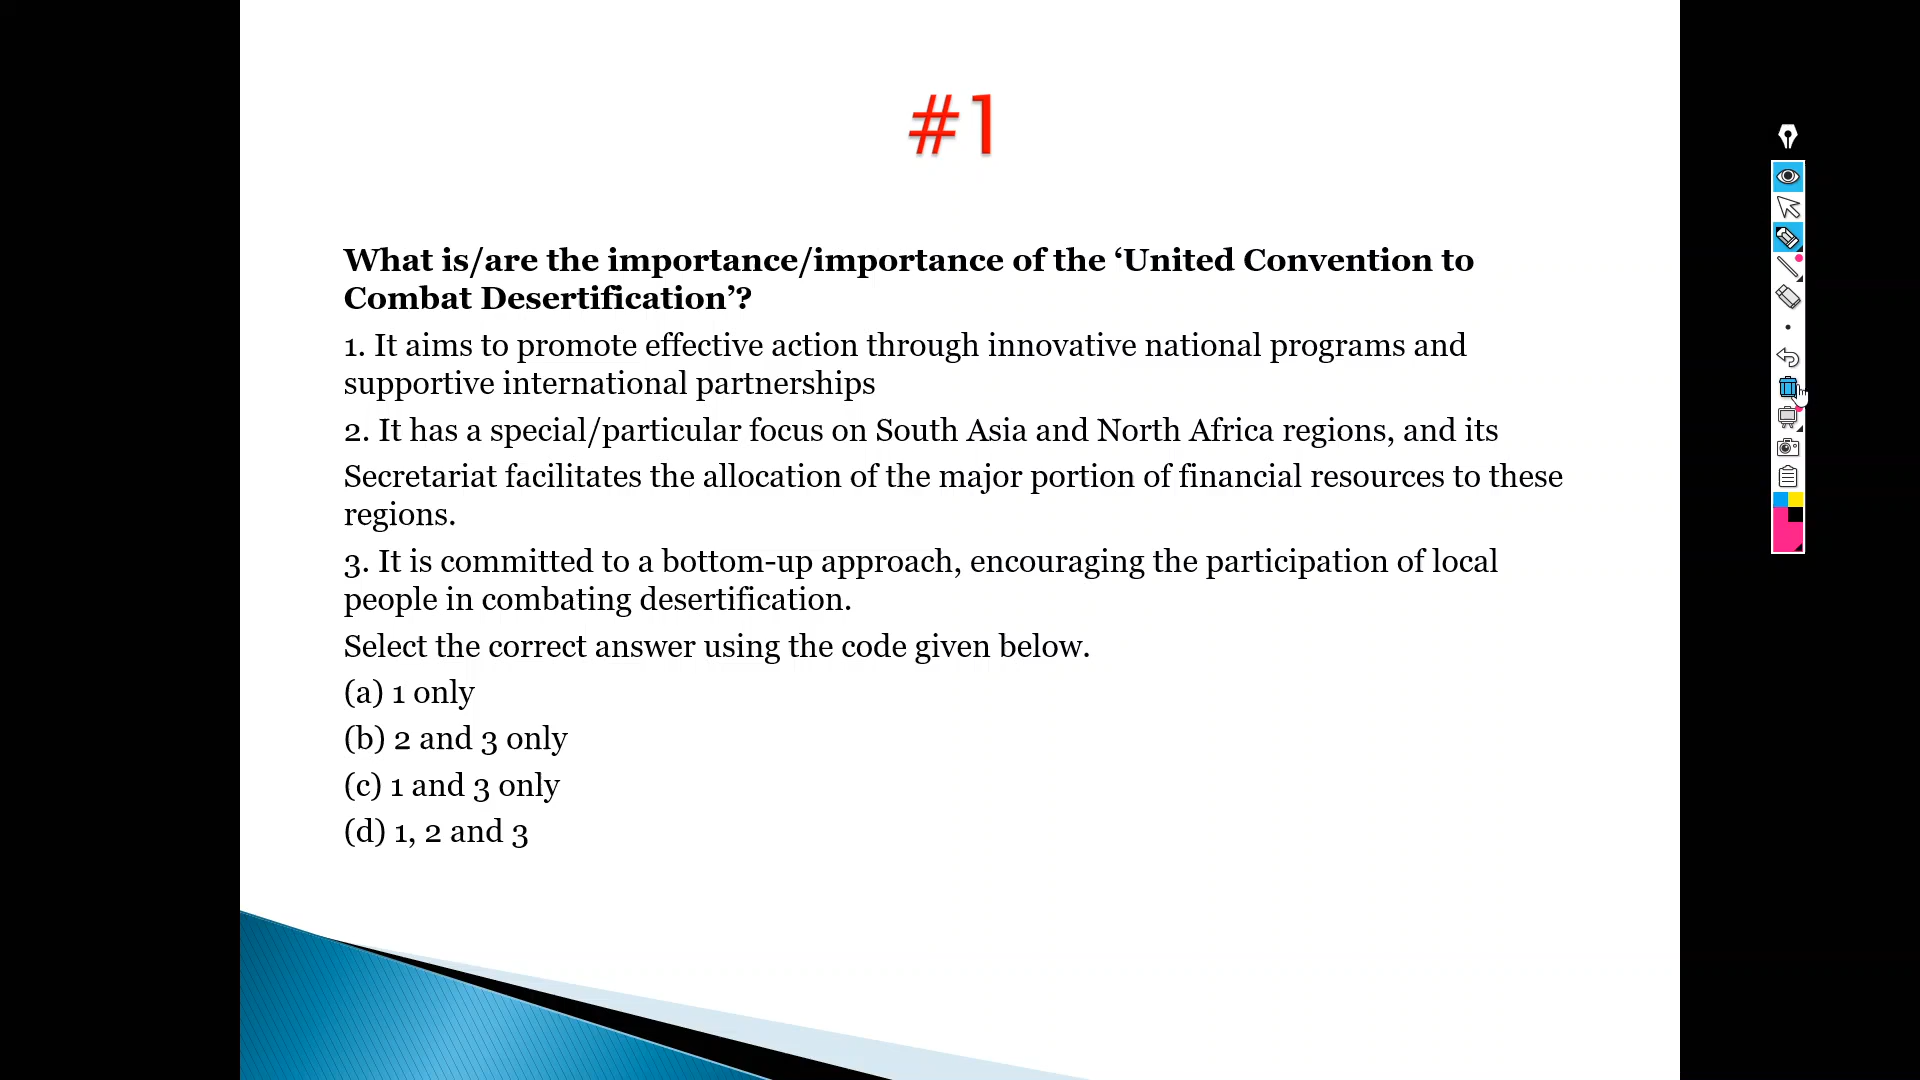 #1
What is/are the importance/importance of the ‘United Convention to
Combat Desertification’?
1. It aims to promote effective action through innovative national programs and
supportive international partnerships
2. It has a special/particular focus on South Asia and North Africa regions, and its
Secretariat facilitates the allocation of the major portion of financial resources to these
regions.
3. It is committed to a bottom-up approach, encouraging the participation of local
people in combating desertification.
Select the correct answer using the code given below.
(a) 1 only
(b) 2 and 3 only
(c) 1 and 3 only
(d) 1, 2 and 3